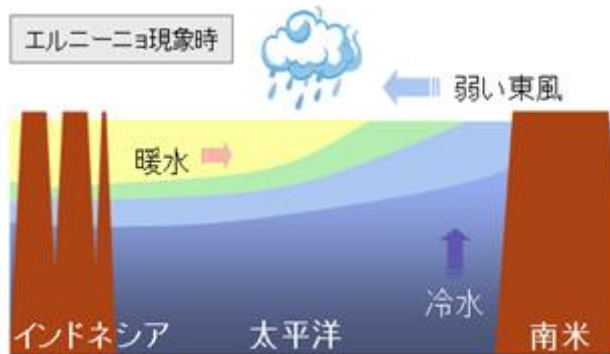 エルニーニョ現象時
弱い東風
暖水
冷水
インドネシア
太平洋
南米